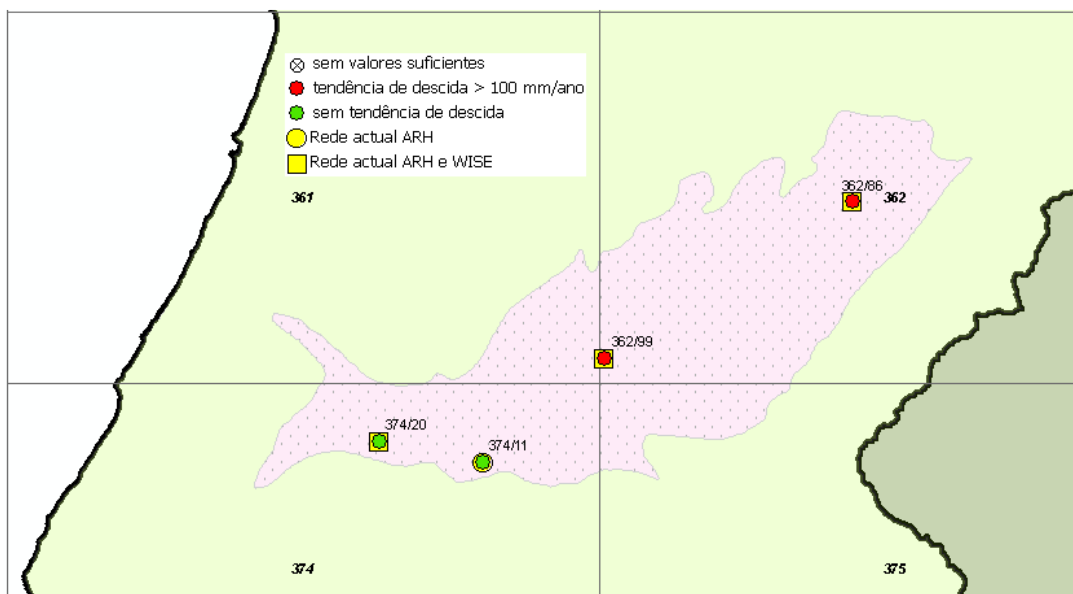 sem valores suficientes
tendência de descida > 100 mm/ano
sem tendência de descida
Rede actual ARH
Rede actual ARH e WISE
361
362/86
362
362/99
374/20
374/11
374
375